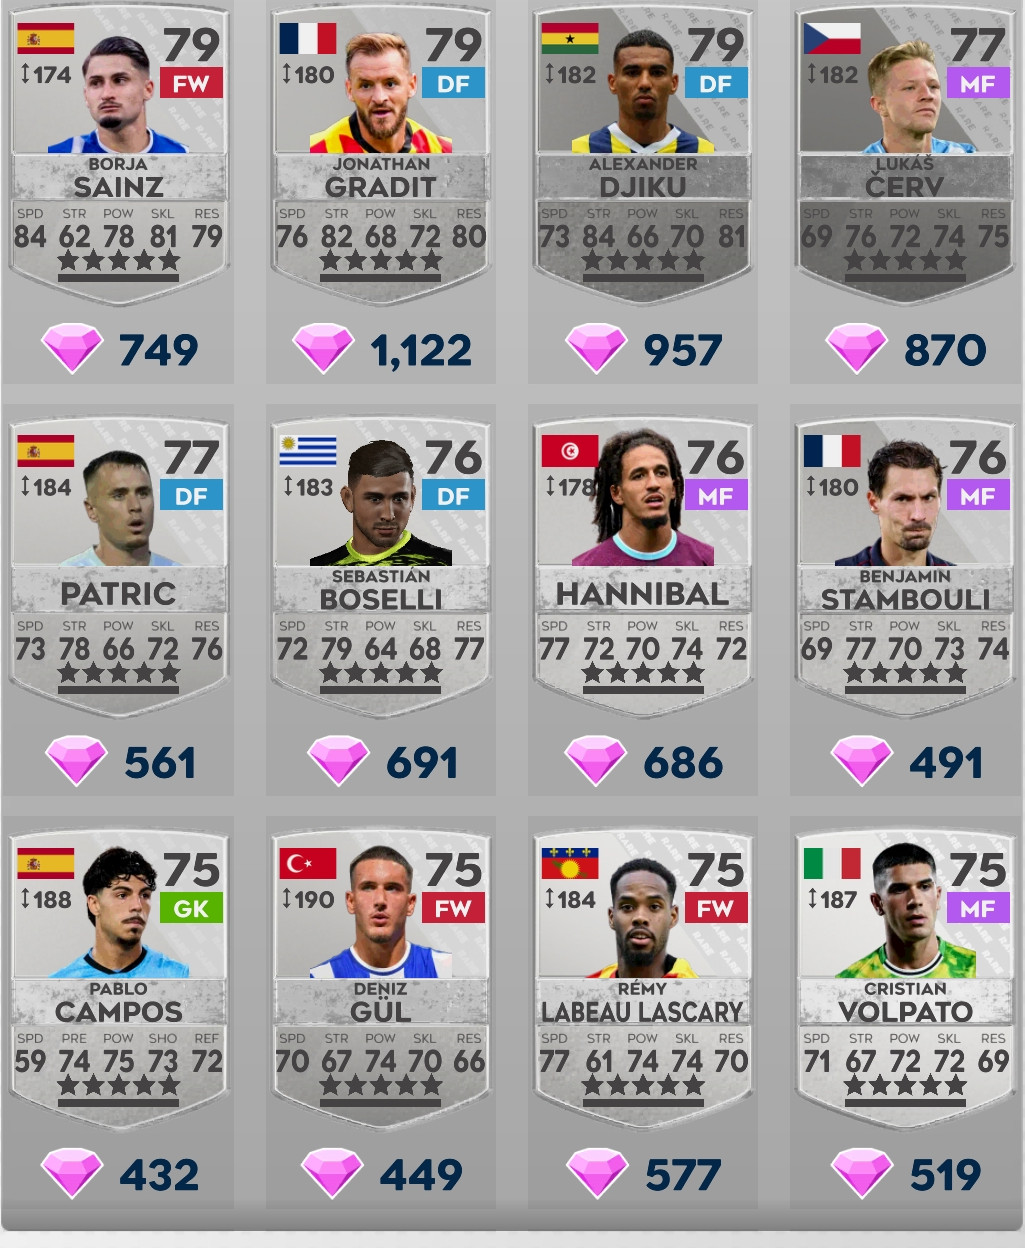 79
↕174
FW
BORJA
SAINZ
SPD STR POW SKL RES
84 62 78 81 79
749
79
↕180
DF
JONATHAN
GRADIT
SPD STR POW SKL RES
76 82 68 72 80
1,122
79
↕182
DF
ALEXANDER
DJIKU
SPD STR POW SKL RES
73 84 66 70 81
957
77
↕182
MF
LUKÁŠ
ČERV
SPD STR POW SKL RES
69 76 72 74 75
870
77
↕184
DF
PATRIC
SPD STR POW SKL RES
73 78 66 72 76
561
76
↕183
DF
SEBASTIÁN
BOSELLI
SPD STR POW SKL RES
72 79 64 68 77
691
76
↕178
MF
HANNIBAL
SPD STR POW SKL RES
77 72 70 74 72
686
76
↕180
MF
BENJAMIN
STAMBOULI
SPD STR POW SKL RES
69 77 70 73 74
491
75
↕188
GK
PABLO
CAMPOS
SPD PRE POW SHO REF
59 74 75 73 72
432
75
↕190
FW
DENIZ
GÜL
SPD STR POW SKL RES
70 67 74 70 66
449
75
↕184
FW
RÉMY
LABEAU LASCARY
SPD STR POW SKL RES
77 61 74 74 70
577
75
↕187
MF
CRISTIAN
VOLPATO
SPD STR POW SKL RES
71 67 72 72 69
519